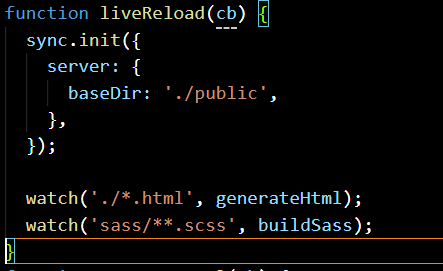 function liveReload(cb) {
sync.init({
server: {
baseDir: './public',
},
});
watch('./*.html', generateHtml);
watch('sass/**.scss', buildSass);
}